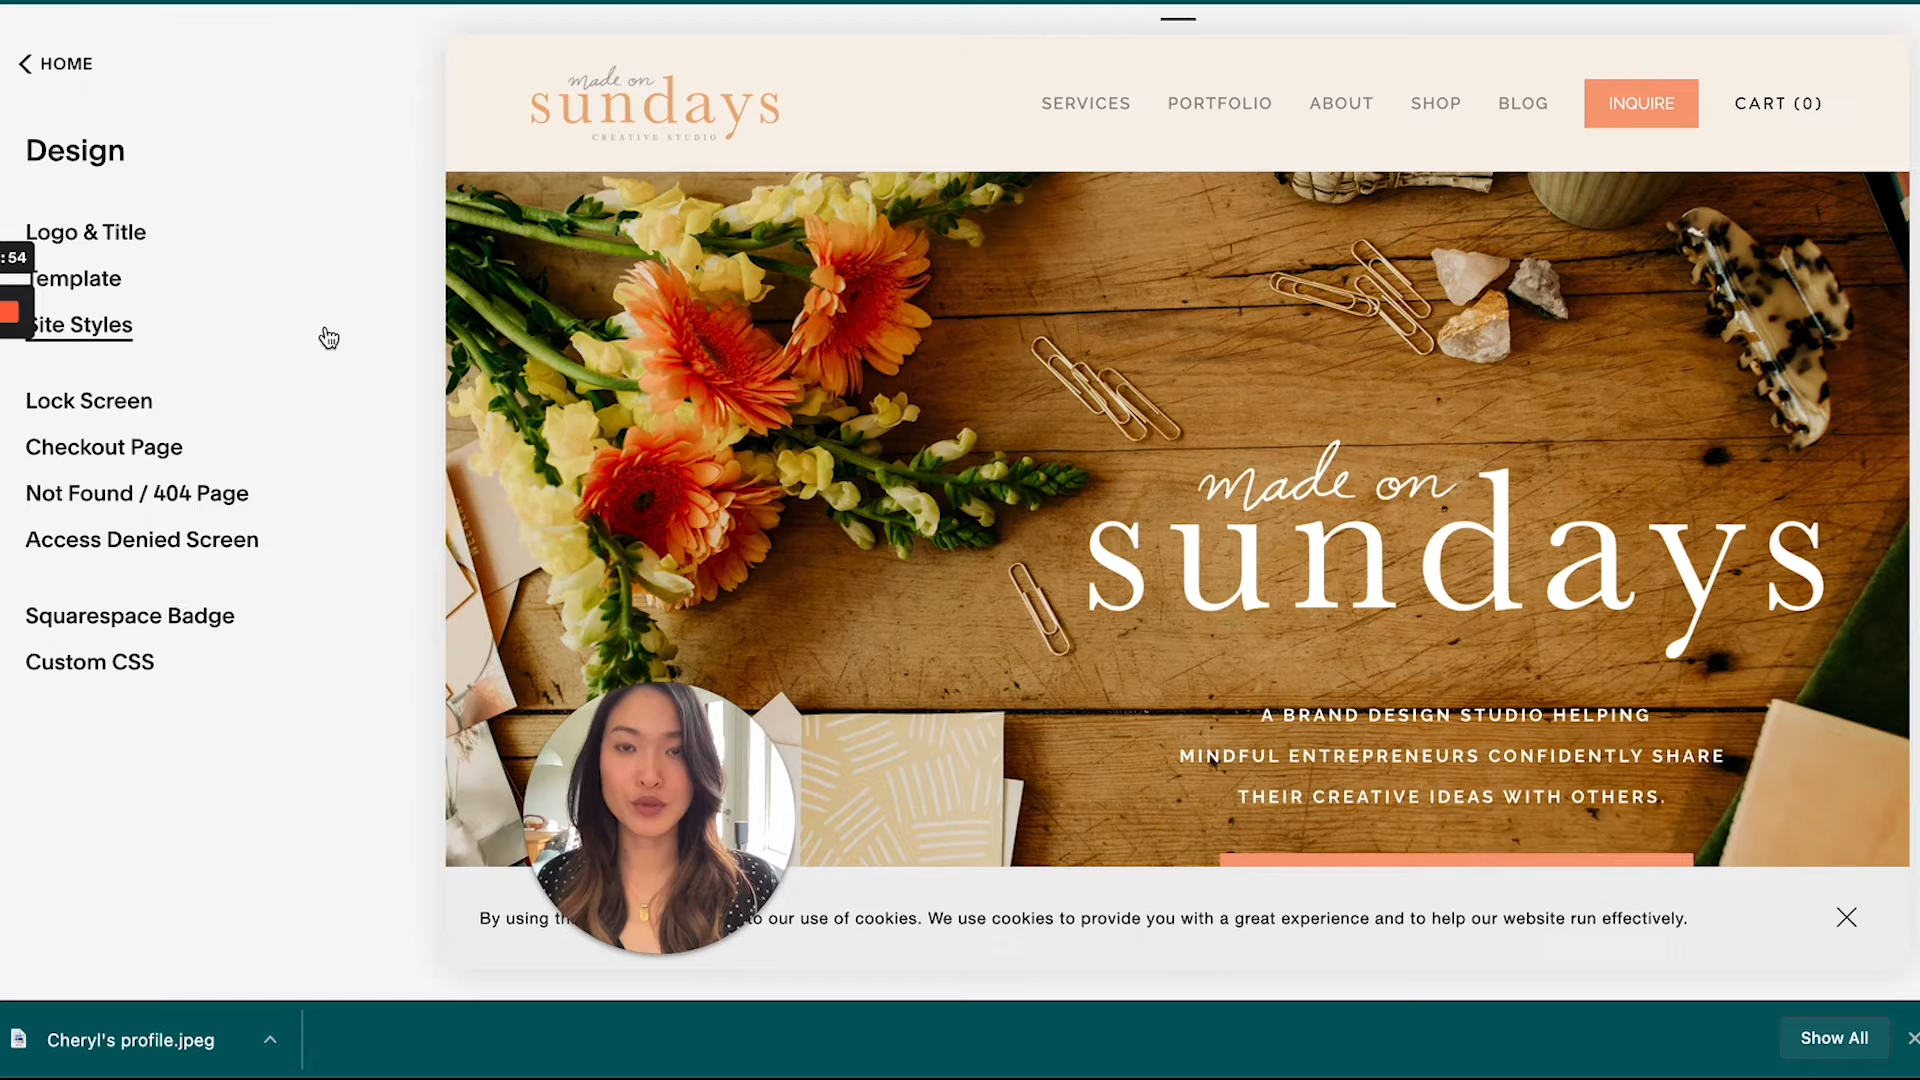 HOME
Design
Logo & Title
:54
Template
Site Styles
Lock Screen
Checkout Page
Not Found / 404 Page
Access Denied Screen
Squarespace Badge
Custom CSS
made on
sundays
CREATIVE STUDIO
SERVICES PORTFOLIO ABOUT SHOP BLOG INQUIRE CART (0)
made on
sundays
A BRAND DESIGN STUDIO HELPING
MINDFUL ENTREPRENEURS CONFIDENTLY SHARE
THEIR CREATIVE IDEAS WITH OTHERS.
By using to our use of cookies. We use cookies to provide you with a great experience and to help our website run effectively.
Cheryl's profile.jpeg
Show All